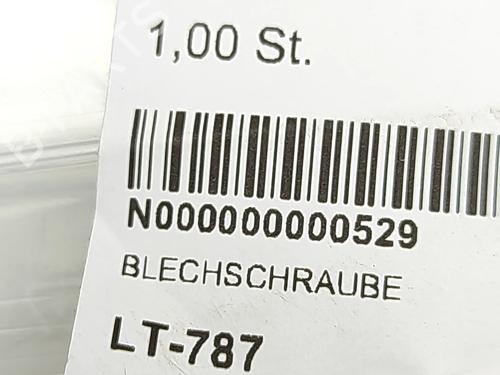 1,00 St.
N000000000529
BLECHSCHRAUBE
LT-787